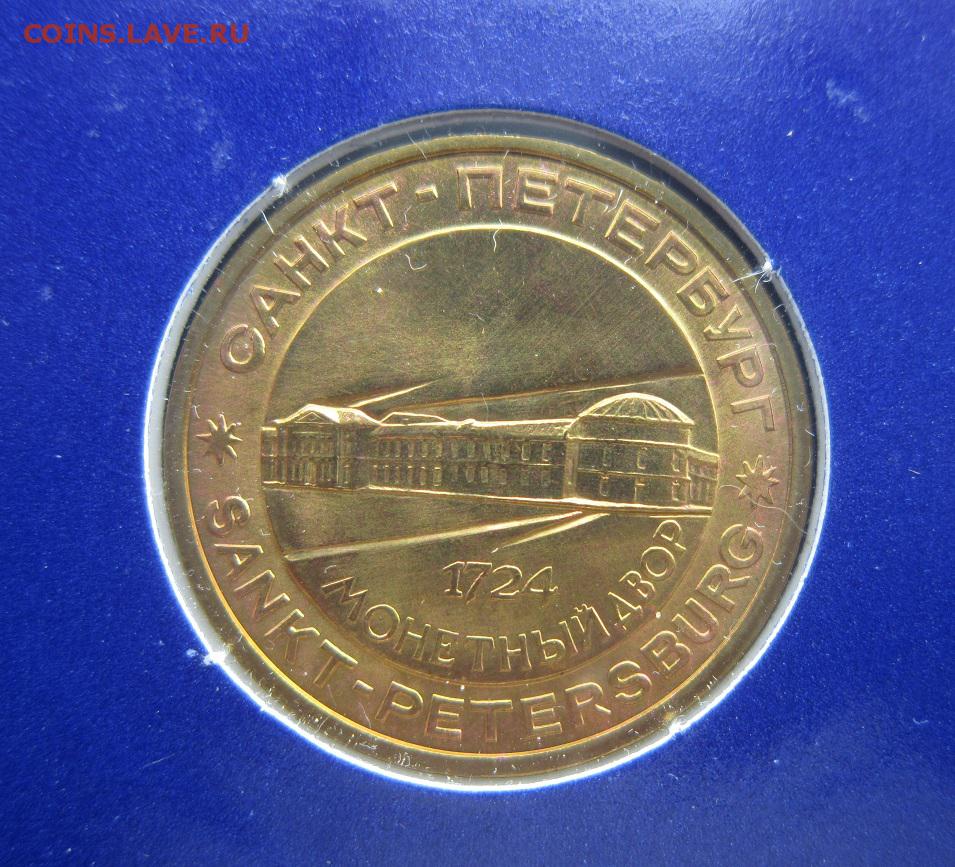 COINS.LAVE.RU
САНКТ-ПЕТЕРБУРГ
1724
МОНЕТНЫЙ ДВОР
SANKT-PETERSBURG